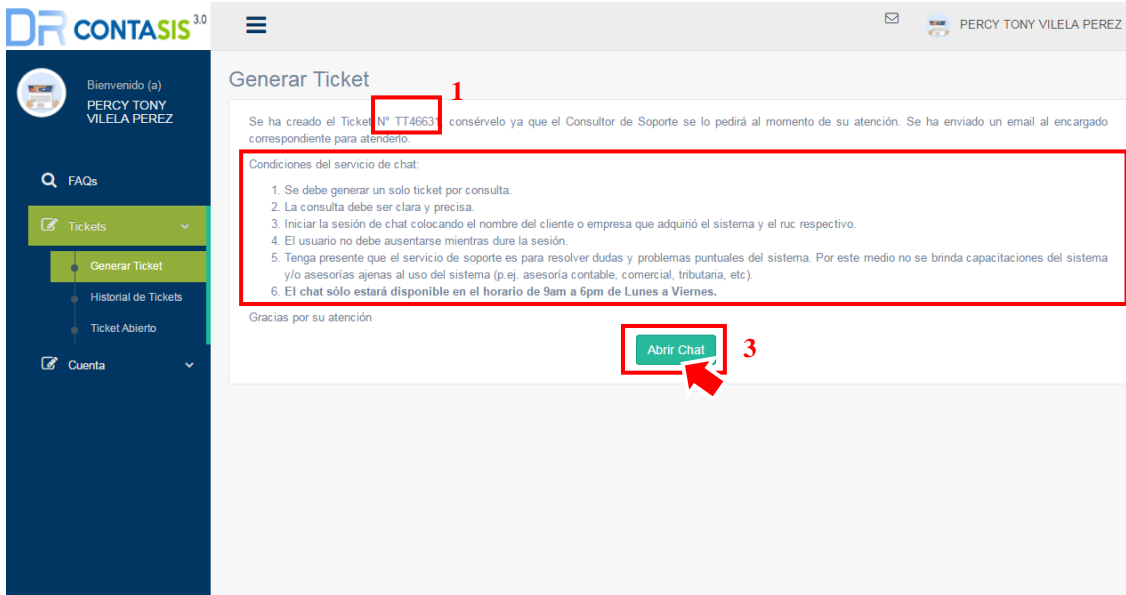 DR CONTASIS 3.0
PERCY TONY VILELA PEREZ
Bienvenido (a)
PERCY TONY
VILELA PEREZ
FAQs
Tickets
Generar Ticket
Historial de Tickets
Ticket Abierto
Cuenta
Generar Ticket
1
Se ha creado el Ticket N° TT46631, consérvelo ya que el Consultor de Soporte se lo pedirá al momento de su atención. Se ha enviado un email al encargado
correspondiente para atenderlo.
Condiciones del servicio de chat:
1. Se debe generar un solo ticket por consulta.
2. La consulta debe ser clara y precisa.
3. Iniciar la sesión de chat colocando el nombre del cliente o empresa que adquirió el sistema y el ruc respectivo.
4. El usuario no debe ausentarse mientras dure la sesión.
5. Tenga presente que el servicio de soporte es para resolver dudas y problemas puntuales del sistema. Por este medio no se brinda capacitaciones del sistema
y/o asesorías ajenas al uso del sistema (p.ej. asesoría contable, comercial, tributaria, etc).
6. El chat sólo estará disponible en el horario de 9am a 6pm de Lunes a Viernes.
Gracias por su atención
Abrir Chat
3